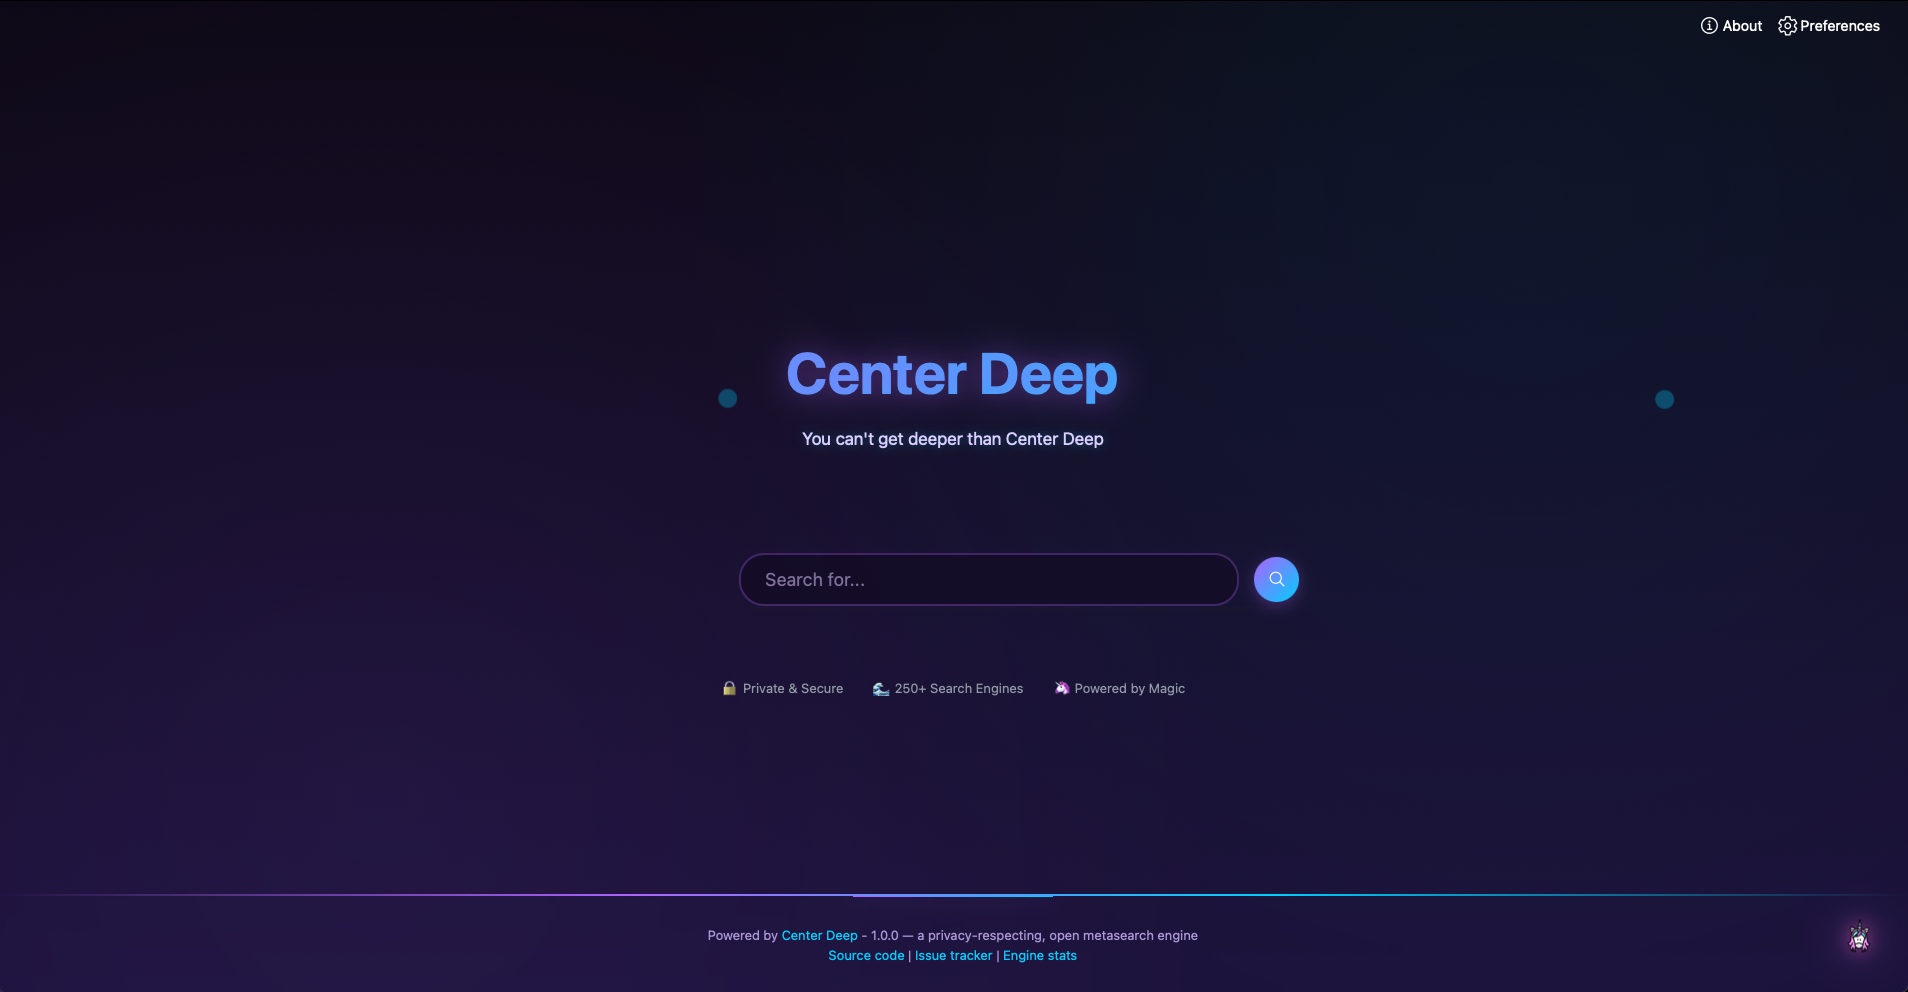 About
Preferences
Center Deep
You can't get deeper than Center Deep
Search for...
🔒 Private & Secure
🌊 250+ Search Engines
🦄 Powered by Magic
Powered by Center Deep - 1.0.0 — a privacy-respecting, open metasearch engine
Source code | Issue tracker | Engine stats